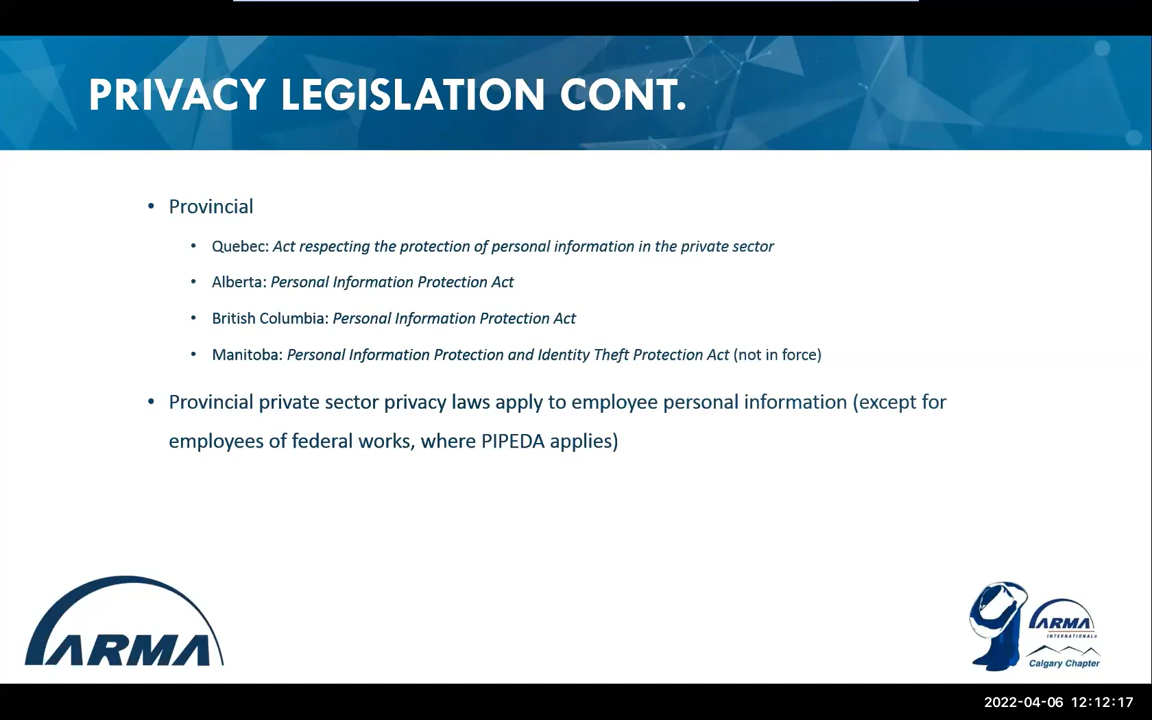 PRIVACY LEGISLATION CONT.
• Provincial
• Quebec: Act respecting the protection of personal information in the private sector
• Alberta: Personal Information Protection Act
• British Columbia: Personal Information Protection Act
• Manitoba: Personal Information Protection and Identity Theft Protection Act (not in force)
• Provincial private sector privacy laws apply to employee personal information (except for
employees of federal works, where PIPEDA applies)
ARMA
ARMA
INTERNATIONAL
Calgary Chapter
2022-04-06 12:12:17